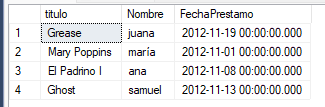 titulo Nombre FechaPrestamo
1 Grease juana 2012-11-19 00:00:00.000
2 Mary Poppins maría 2012-11-01 00:00:00.000
3 El Padrino I ana 2012-11-08 00:00:00.000
4 Ghost samuel 2012-11-13 00:00:00.000